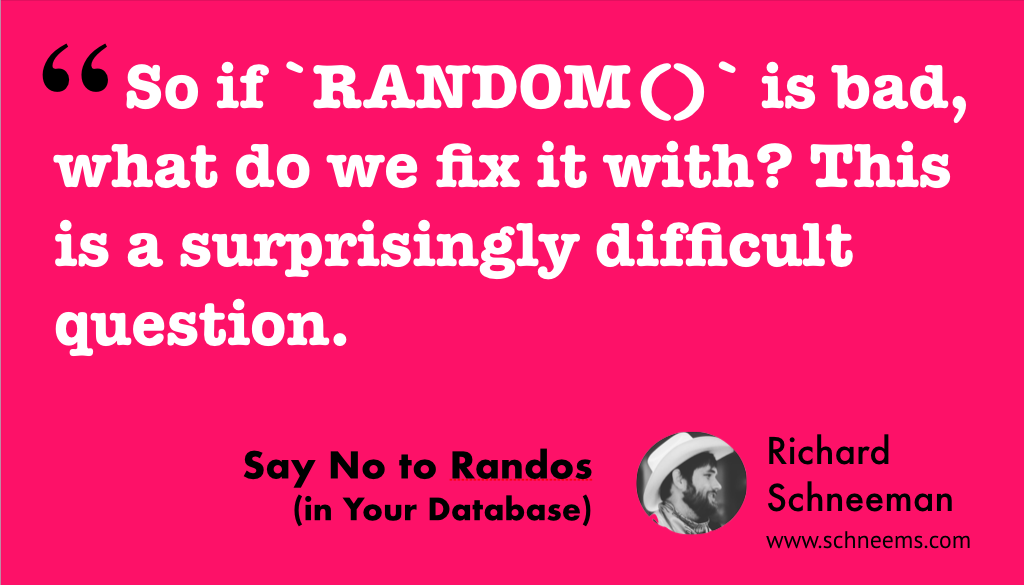 “ So if `RANDOM()` is bad,
what do we fix it with? This
is a surprisingly difficult
question.
Say No to Randos
(in Your Database)
Richard
Schneeman
www.schneems.com